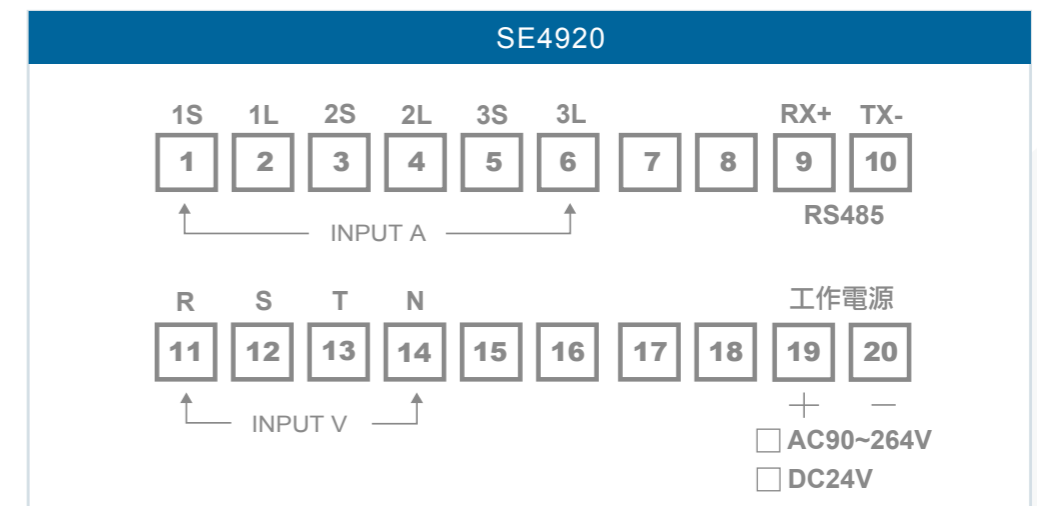 SE4920
1S 1L 2S 2L 3S 3L RX+ TX-
1 2 3 4 5 6 7 8 9 10
INPUT A RS485
R S T N 工作電源
11 12 13 14 15 16 17 18 19 20
INPUT V + −
AC90~264V
DC24V